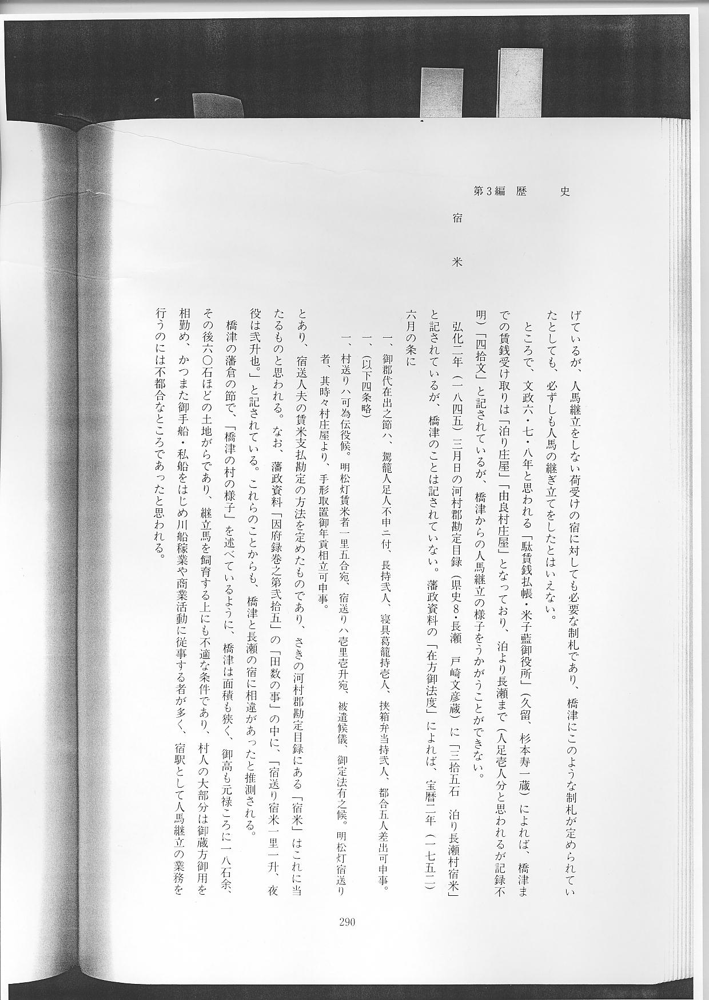 第3編　歴　　史
宿　米
げているが、人馬継立をしない荷受けの宿に対しても必要な制札であり、橋津にこのような制札が定められてい
たとしても、必ずしも人馬の継ぎ立てをしたとはいえない。
ところで、文政六・七・八年と思われる「駄賃銭払帳・米子藍御役所」（久留、杉本寿一蔵）によれば、橋津ま
での賃銭受け取りは「泊り庄屋」「由良村庄屋」となっており、泊より長瀬まで（人足壱人分と思われるが記録不
明）「四拾文」と記されているが、橋津からの人馬継立の様子をうかがうことができない。
弘化二年（一八四五）三月日の河村郡勘定目録（県史８・長瀬　戸崎文彦蔵）に「三拾五石　泊り長瀬村宿米」
と記されているが、橋津のことは記されていない。藩政資料の「在方御法度」によれば、宝暦二年（一七五二）
六月の条に
一、御郡代在出之節ハ、駕籠人足人不申ニ付、長持弐人、寝具葛籠持壱人、挟箱弁当持弐人、都合五人差出可申事。
一、（以下四条略）
一、村送りハ可為伝役候。明松灯賃米者一里五合宛、宿送りハ壱里壱升宛、被遣候儀、御定法有之候。明松灯宿送り
者、其時々村庄屋より、手形取置御年貢相立可申事。
とあり、宿送人夫の賃米支払勘定の方法を定めたものであり、さきの河村郡勘定目録にある「宿米」はこれに当
たるものと思われる。なお、藩政資料「因府録巻之第弐拾五」の「田数の事」の中に、「宿送り宿米一里一升、夜
役は弐升也。」と記されている。これらのことからも、橋津と長瀬の宿に相違があったと推測される。
橋津の藩倉の節で、「橋津の村の様子」を述べているように、橋津は面積も狭く、御高も元禄ころに一八石余、
その後六〇石ほどの土地がらであり、継立馬を飼育する上にも不適な条件であり、村人の大部分は御蔵方御用を
相勤め、かつまた御手船・私船をはじめ川船稼業や商業活動に従事する者が多く、宿駅として人馬継立の業務を
行うのには不都合なところであったと思われる。
290